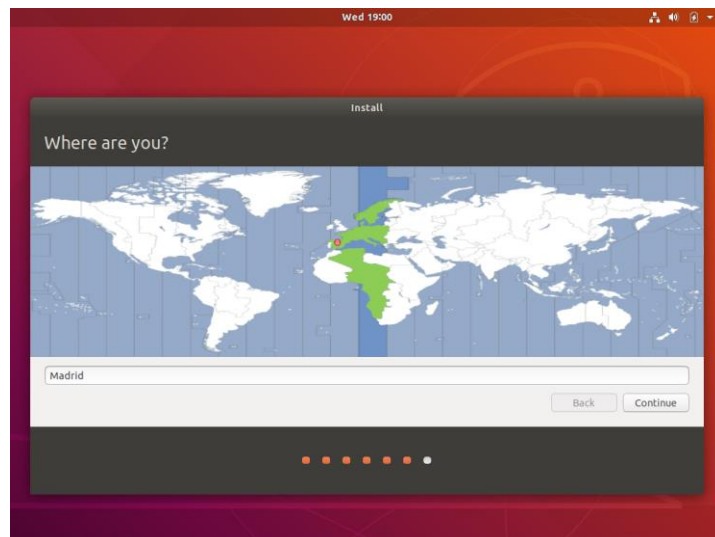 Wed 19:00
Install
Where are you?
Madrid
Back
Continue